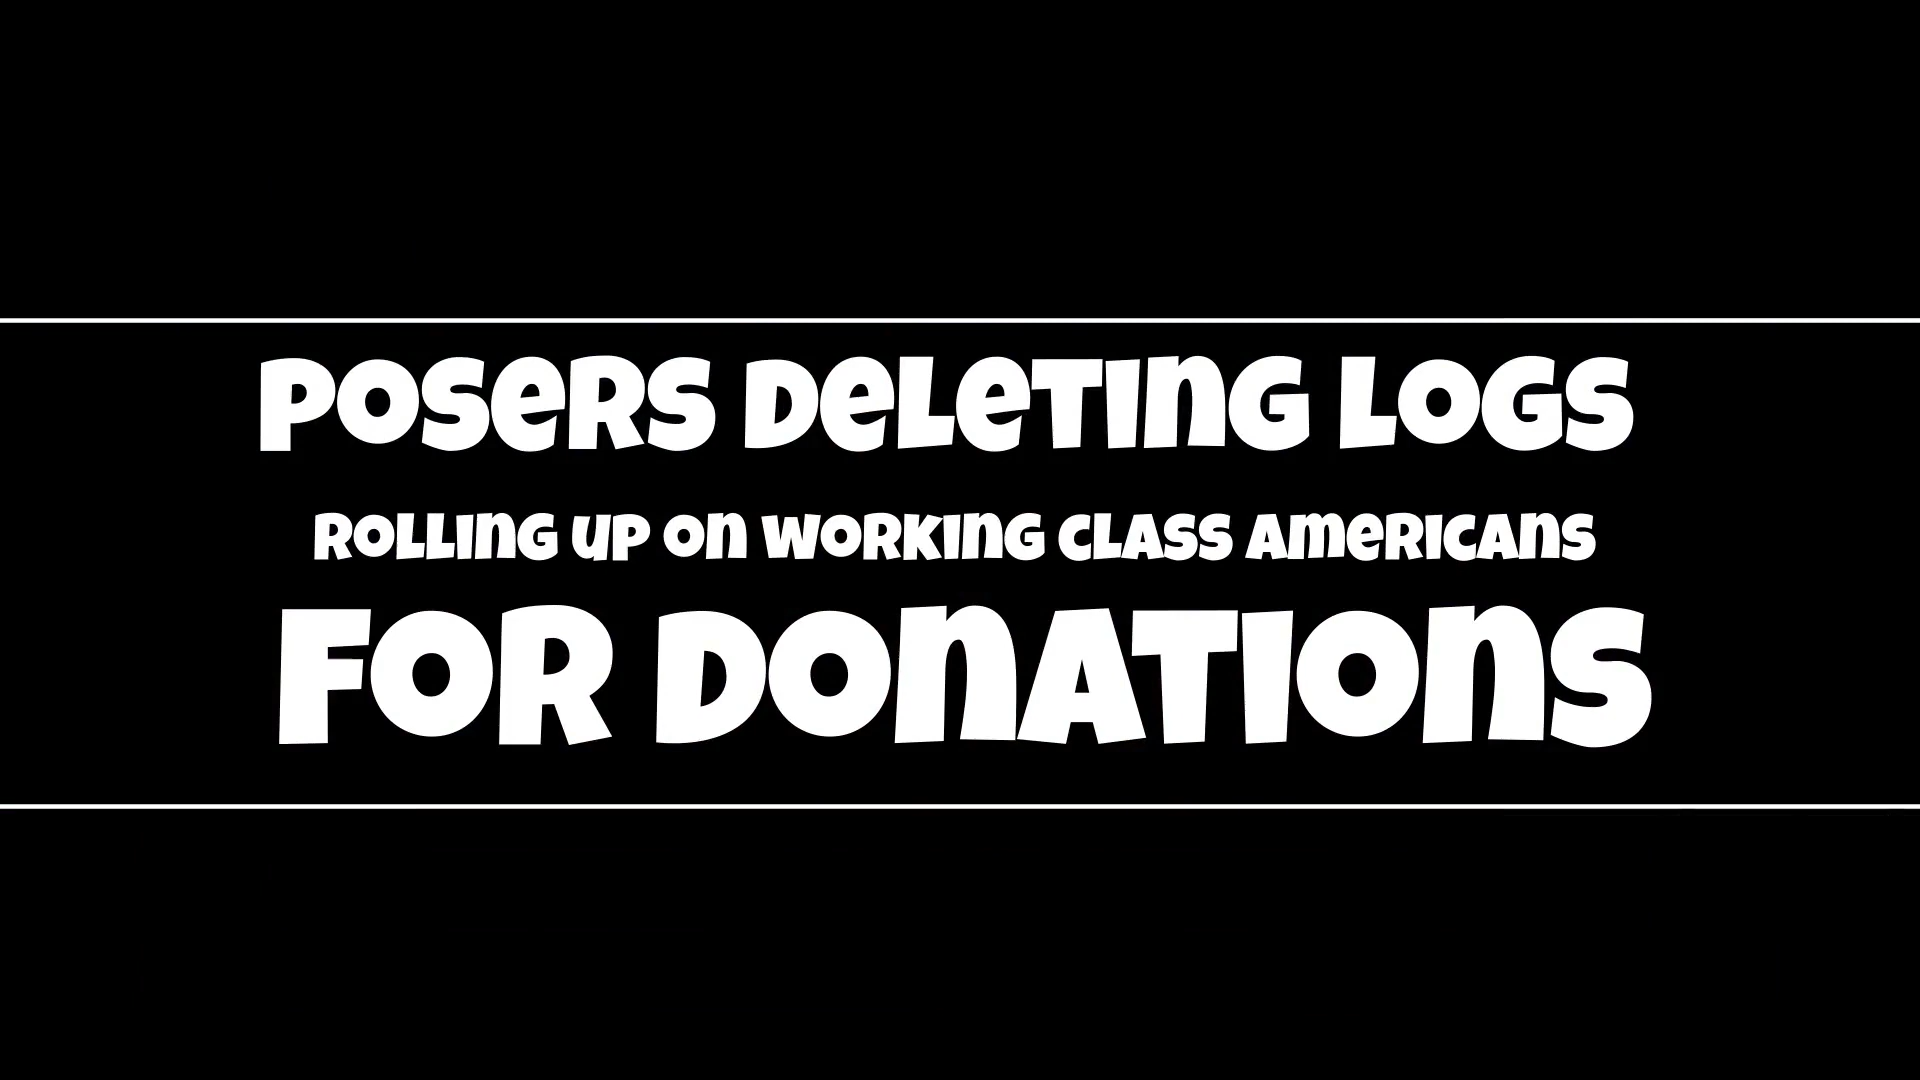 POSERS DELETING LOGS
ROLLING UP ON WORKING CLASS AMERICANS
FOR DONATIONS